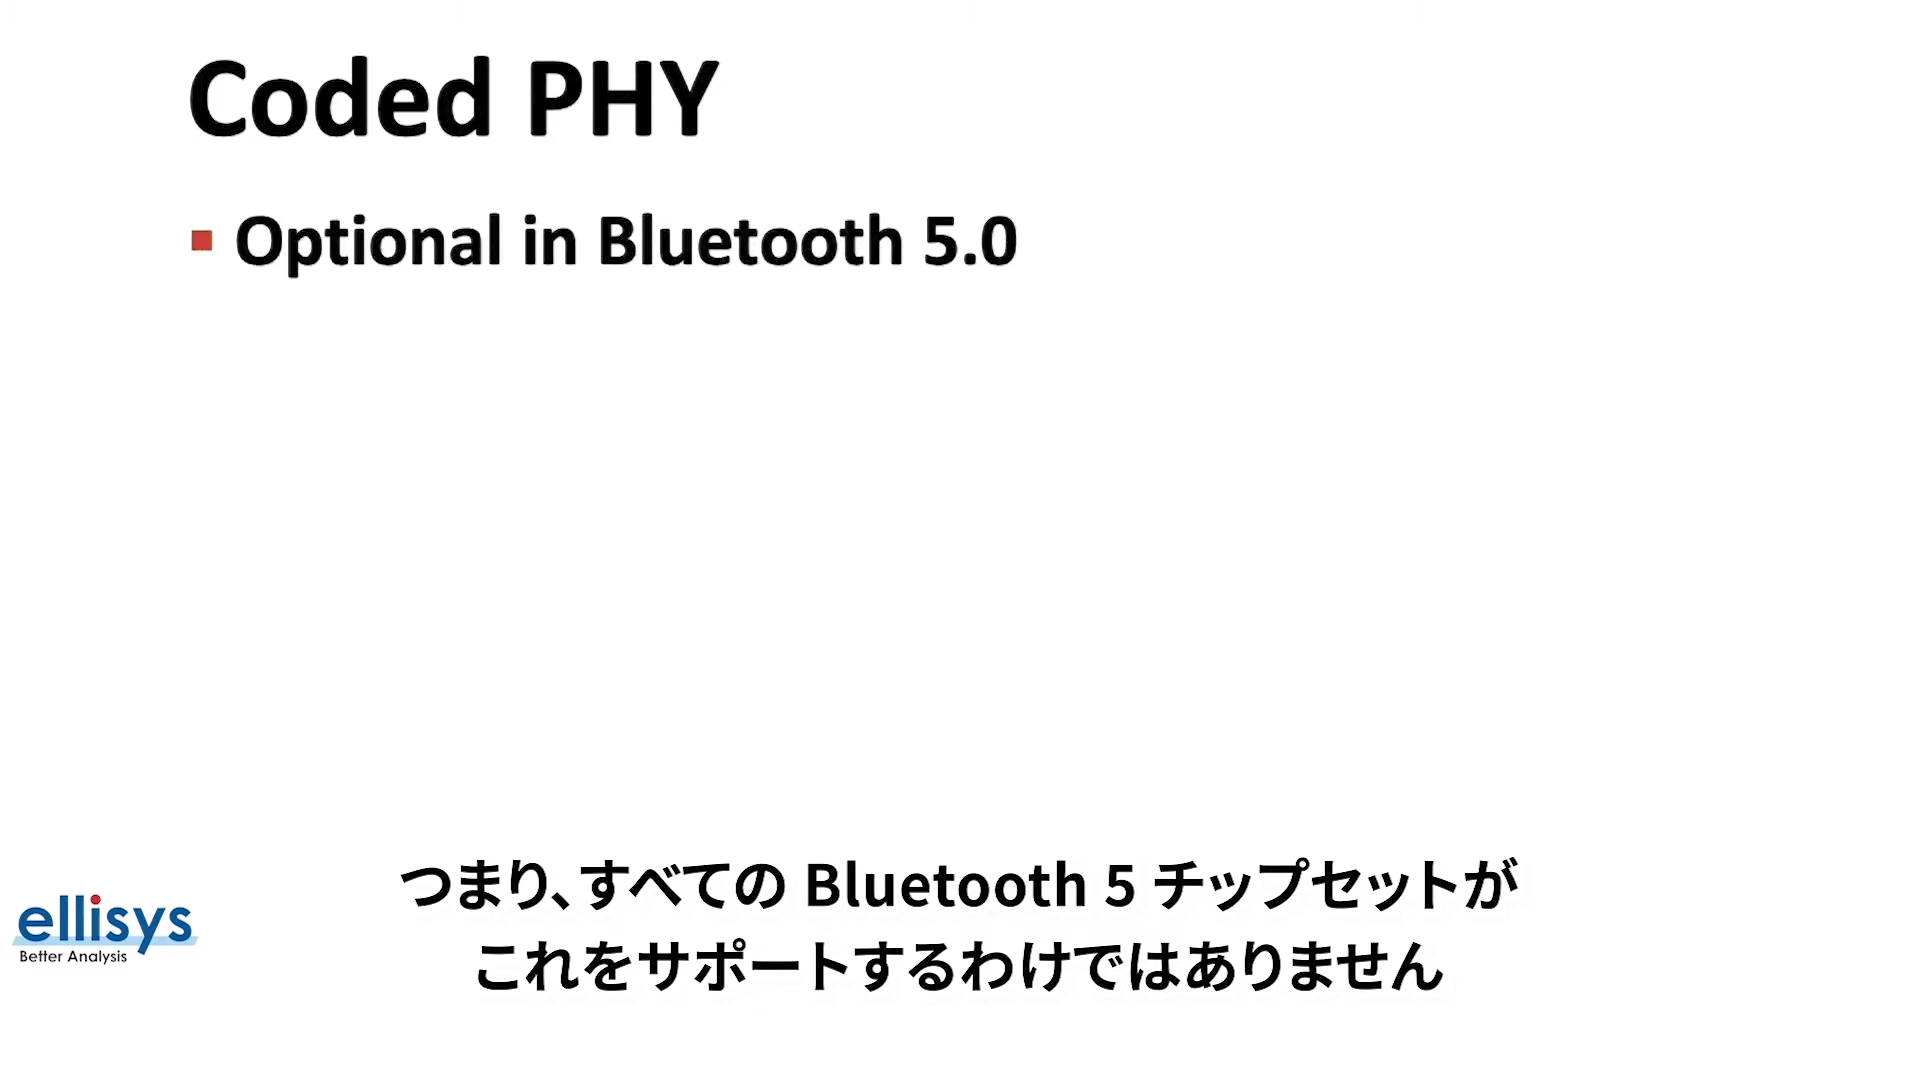 Coded PHY
Optional in Bluetooth 5.0
つまり、すべての Bluetooth 5 チップセットが
これをサポートするわけではありません
ellisys
Better Analysis